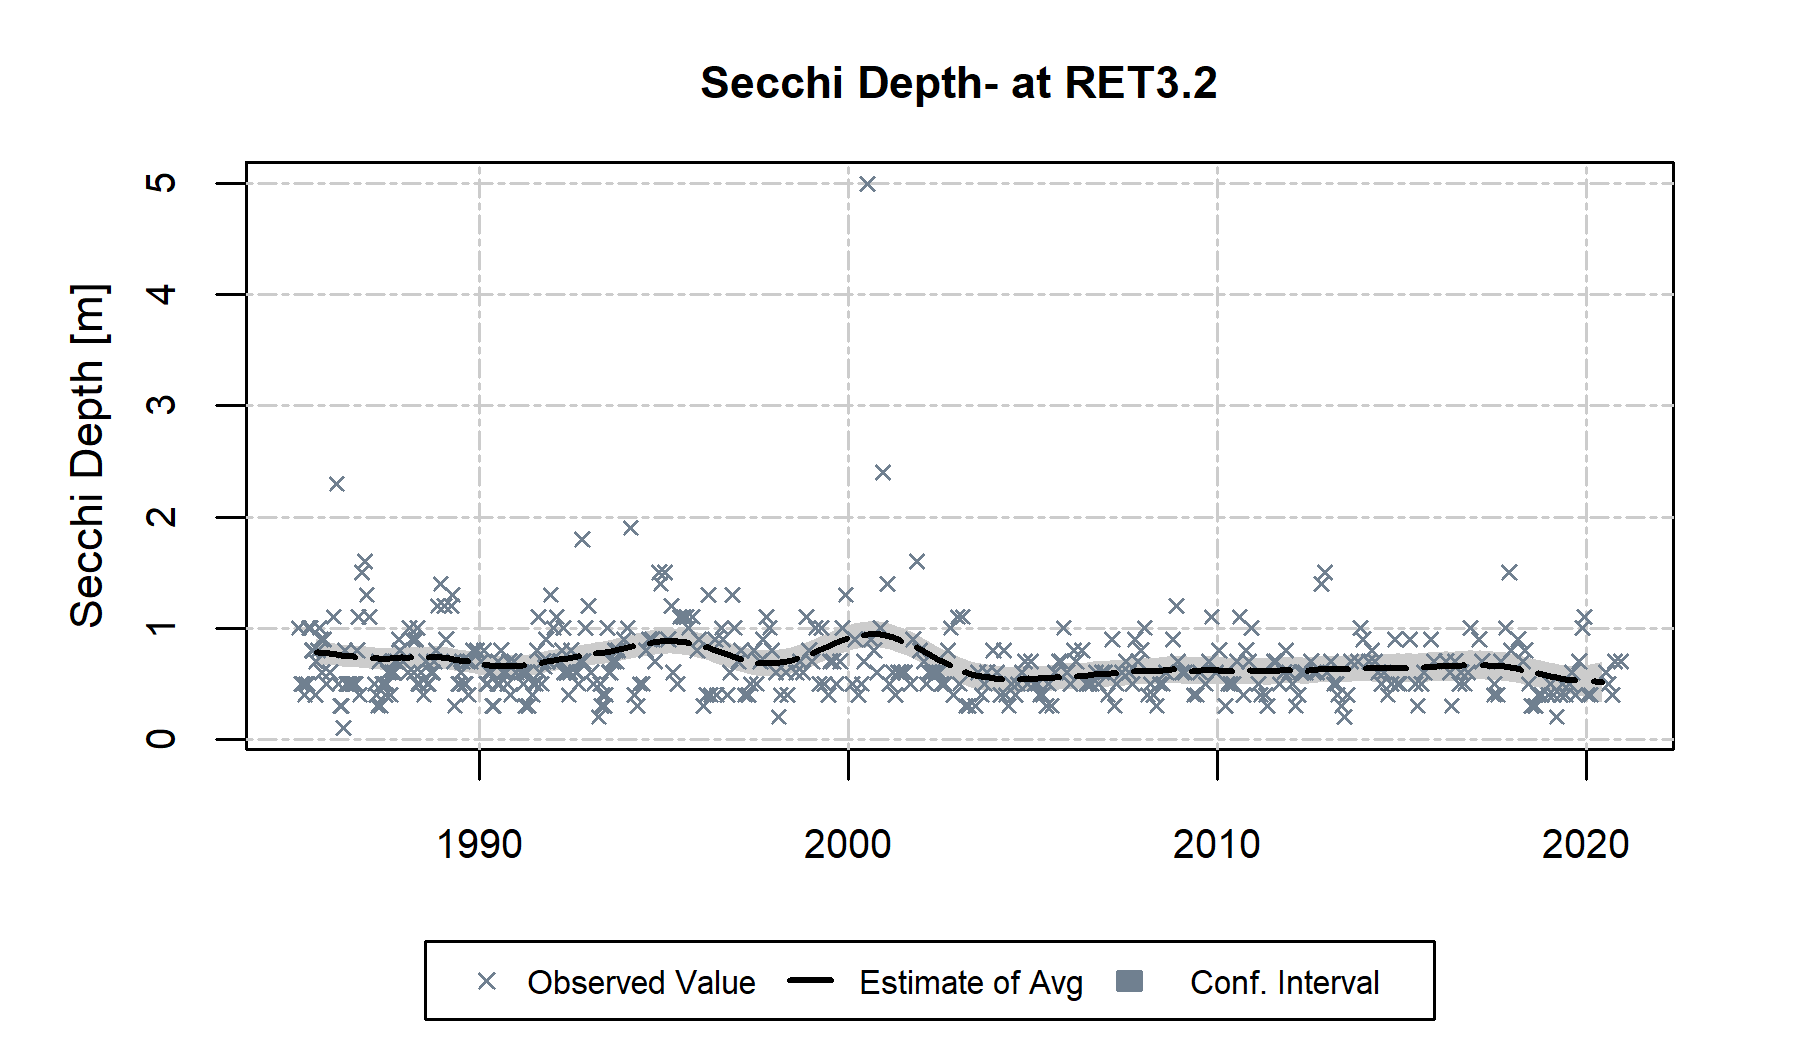 Secchi Depth- at RET3.2
Secchi Depth [m]
5
4
3
2
1
0
1990 2000 2010 2020
Observed Value Estimate of Avg Conf. Interval